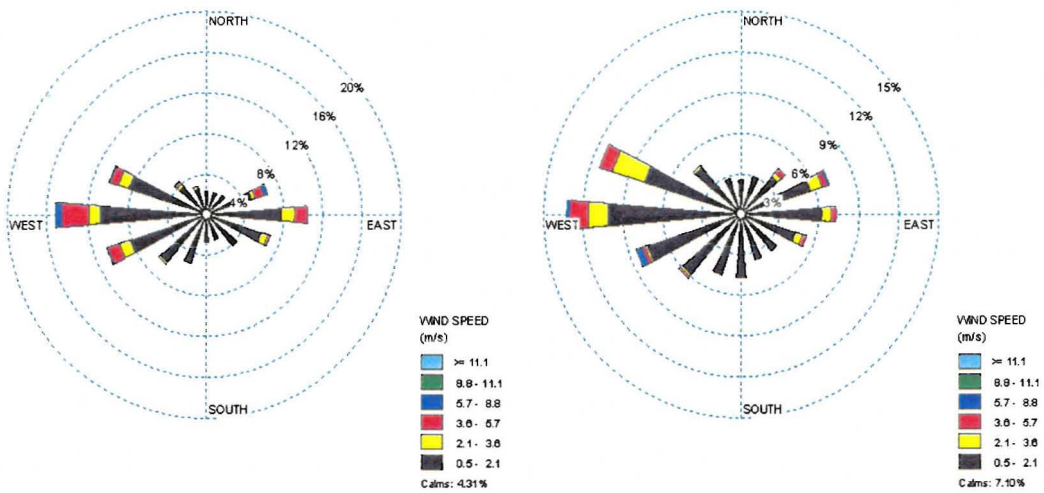 NORTH
20%
16%
12%
8%
4%
WEST
EAST
SOUTH
WIND SPEED
(m/s)
>= 11.1
8.8 - 11.1
5.7 - 8.8
3.6 - 5.7
2.1 - 3.6
0.5 - 2.1
Calms: 4.31%
NORTH
15%
12%
9%
6%
3%
WEST
EAST
SOUTH
WIND SPEED
(m/s)
>= 11.1
8.8 - 11.1
5.7 - 8.8
3.6 - 5.7
2.1 - 3.6
0.5 - 2.1
Calms: 7.10%